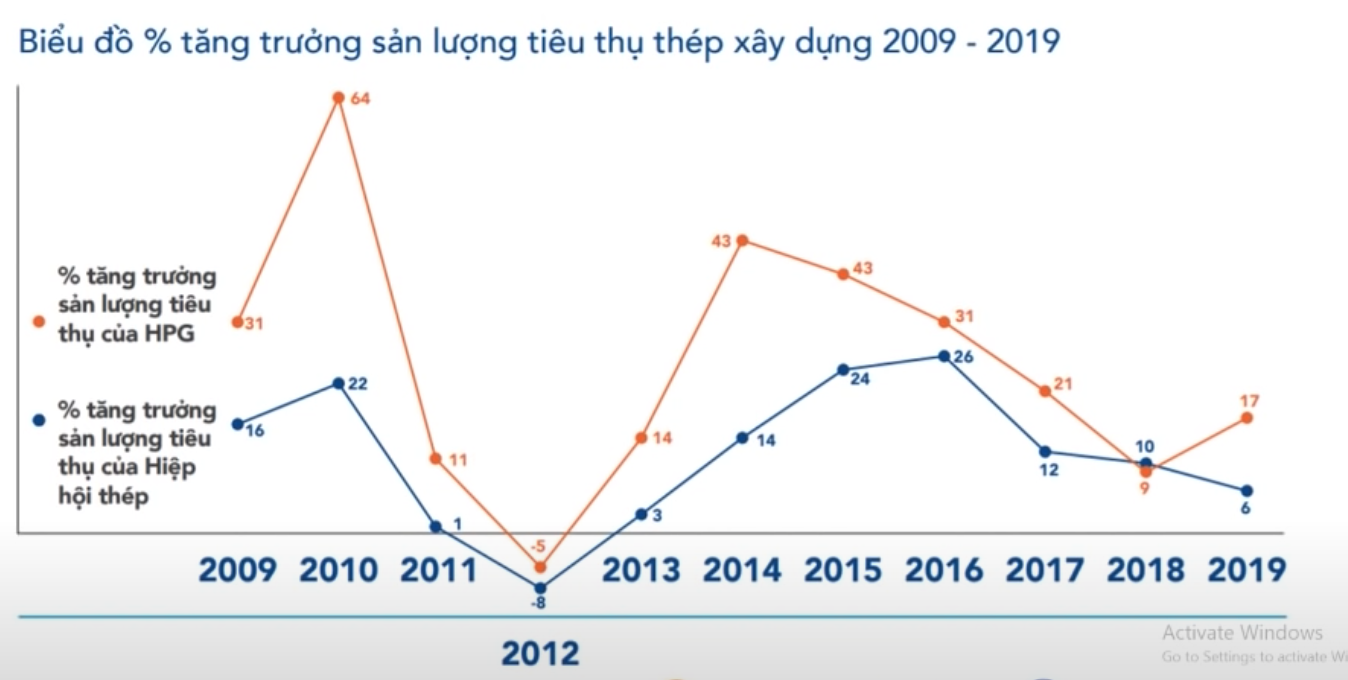 Biểu đồ % tăng trưởng sản lượng tiêu thụ thép xây dựng 2009 - 2019
64
43
43
% tăng trưởng
sản lượng tiêu
thụ của HPG
31
31
26
22
24
21
17
% tăng trưởng
sản lượng tiêu
thụ của Hiệp
hội thép
16
11
14
14
12
10
9
1
3
6
-5
-8
2009 2010 2011 2013 2014 2015 2016 2017 2018 2019
2012
Activate Windows
Go to Settings to activate Wi